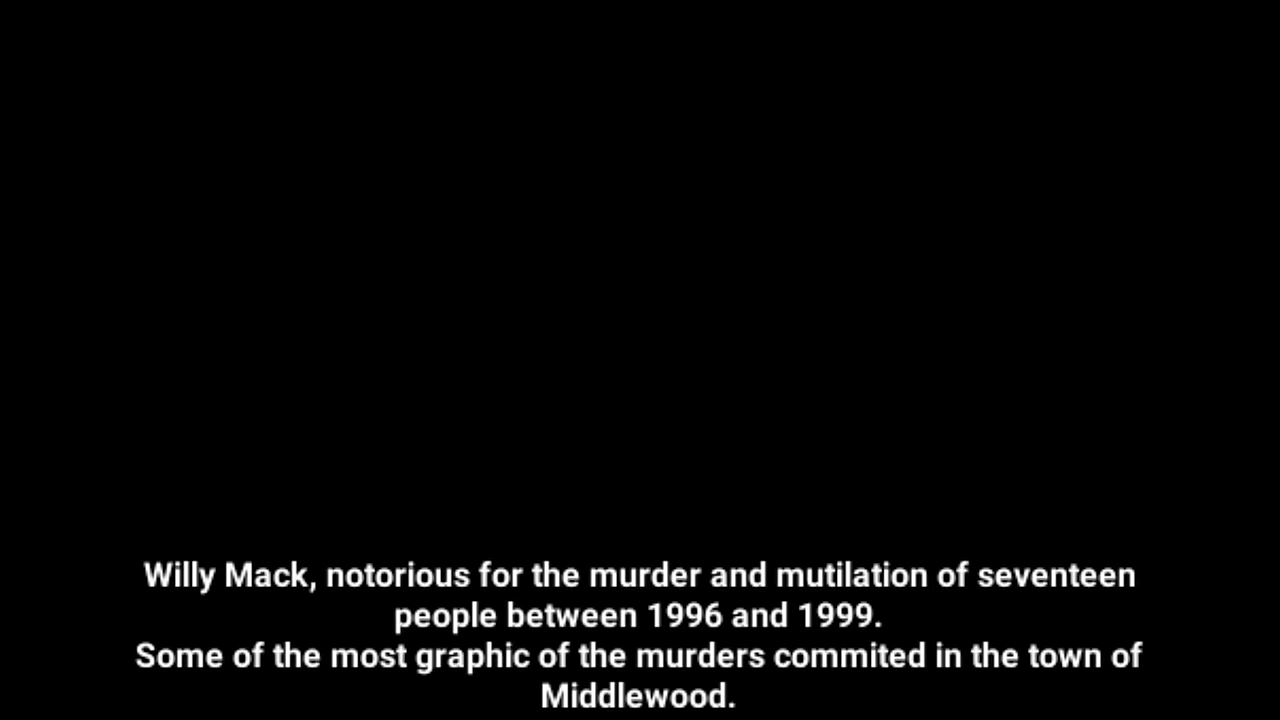 Willy Mack, notorious for the murder and mutilation of seventeen
people between 1996 and 1999.
Some of the most graphic of the murders commited in the town of
Middlewood.